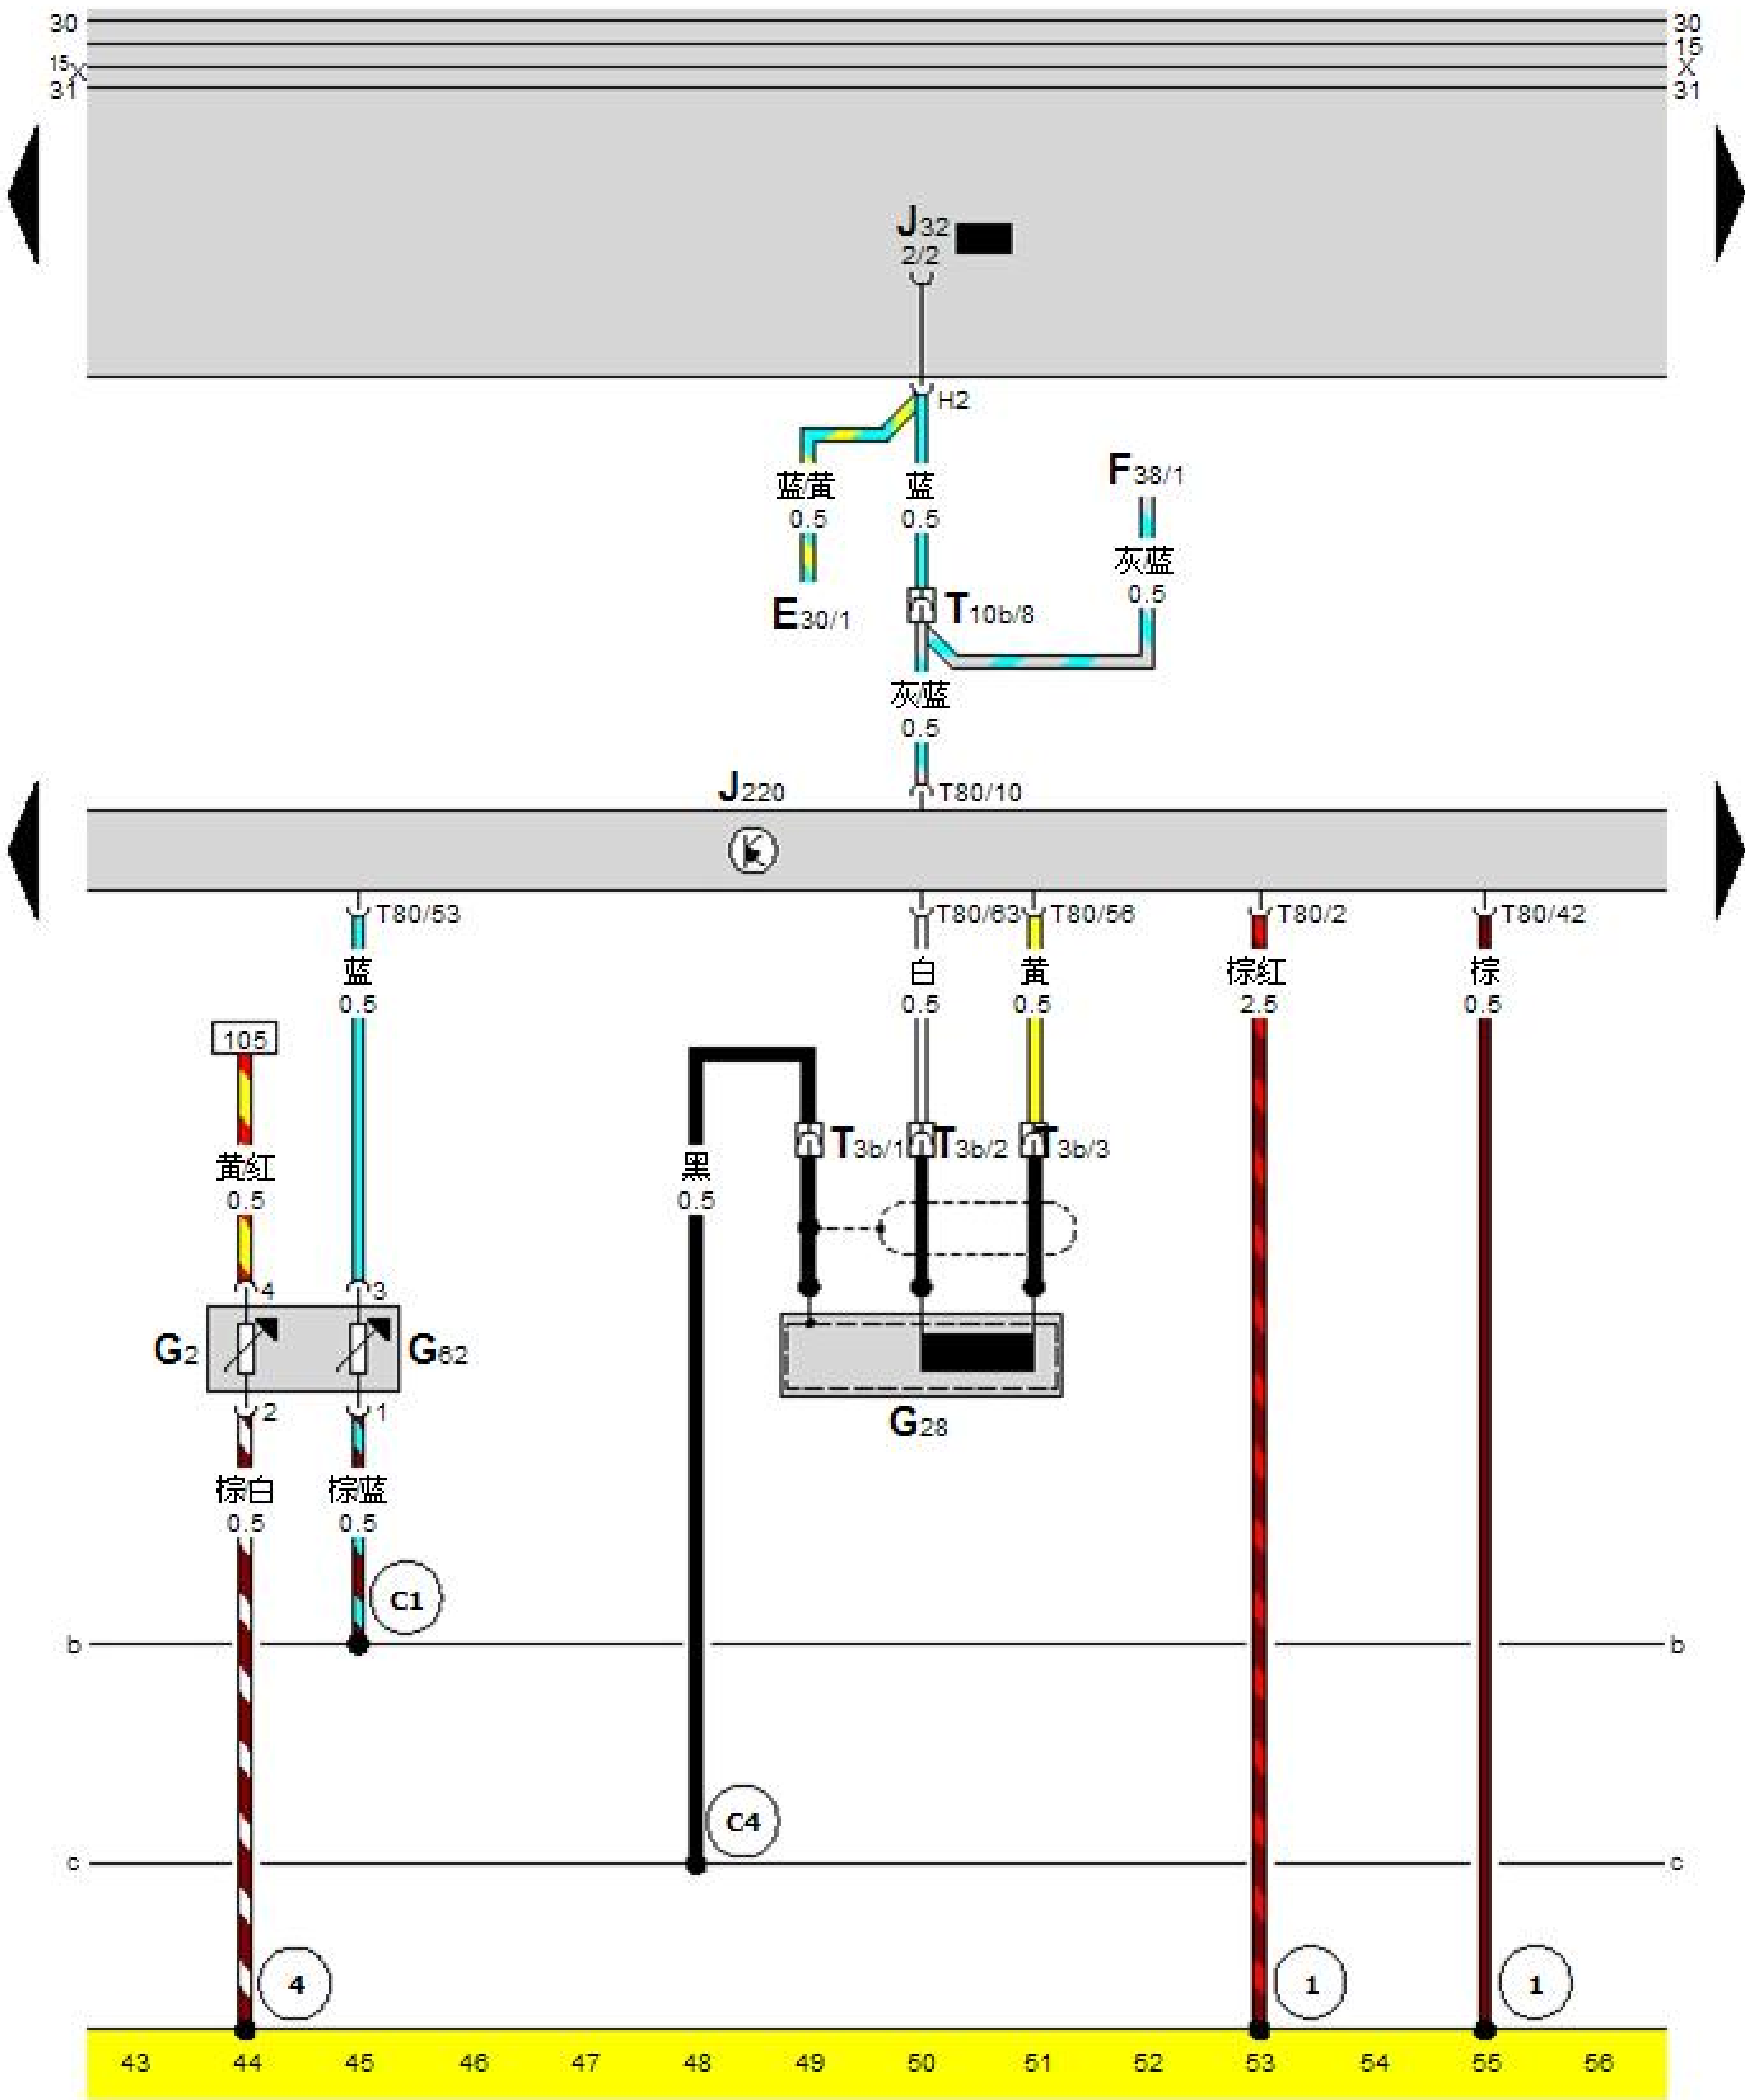 30 30
15 15
X X
31 31
J32
2/2
H2
F38/1
蓝/黄 蓝
0.5 0.5
灰/蓝
0.5
E30/1 T10b/8
灰/蓝
0.5
J220 T80/10
K
T80/53 T80/63 T80/56 T80/2 T80/42
蓝 白 黄 棕/红 棕
0.5 0.5 0.5 2.5 0.5
105
T3b/1 T3b/2 T3b/3
黄/红 黑
0.5 0.5
4 3
G2 G62
2 1
G28
棕/白 棕/蓝
0.5 0.5
C1
b b
C4
c c
4 1 1
43 44 45 46 47 48 49 50 51 52 53 54 55 56